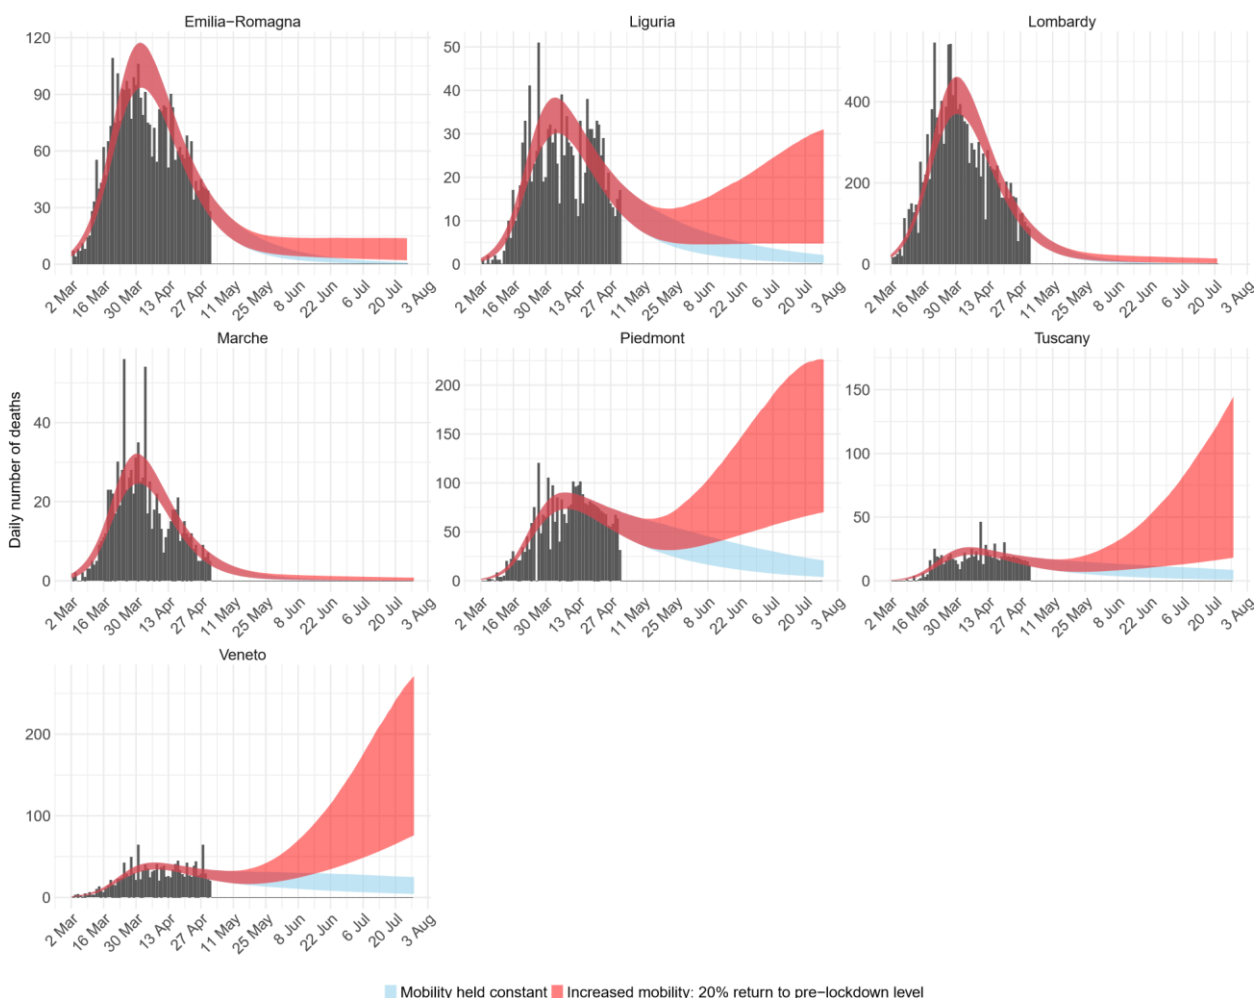 Emilia−Romagna
Liguria
Lombardy
120
90
60
30
0
50
40
30
20
10
0
400
200
0
2 Mar 16 Mar 30 Mar 13 Apr 27 Apr 11 May 25 May 8 Jun 22 Jun 6 Jul 20 Jul 3 Aug
2 Mar 16 Mar 30 Mar 13 Apr 27 Apr 11 May 25 May 8 Jun 22 Jun 6 Jul 20 Jul 3 Aug
2 Mar 16 Mar 30 Mar 13 Apr 27 Apr 11 May 25 May 8 Jun 22 Jun 6 Jul 20 Jul 3 Aug
Daily number of deaths
Marche
Piedmont
Tuscany
40
20
0
200
150
100
50
0
150
100
50
0
2 Mar 16 Mar 30 Mar 13 Apr 27 Apr 11 May 25 May 8 Jun 22 Jun 6 Jul 20 Jul 3 Aug
2 Mar 16 Mar 30 Mar 13 Apr 27 Apr 11 May 25 May 8 Jun 22 Jun 6 Jul 20 Jul 3 Aug
2 Mar 16 Mar 30 Mar 13 Apr 27 Apr 11 May 25 May 8 Jun 22 Jun 6 Jul 20 Jul 3 Aug
Veneto
200
100
0
2 Mar 16 Mar 30 Mar 13 Apr 27 Apr 11 May 25 May 8 Jun 22 Jun 6 Jul 20 Jul 3 Aug
Mobility held constant Increased mobility: 20% return to pre−lockdown level